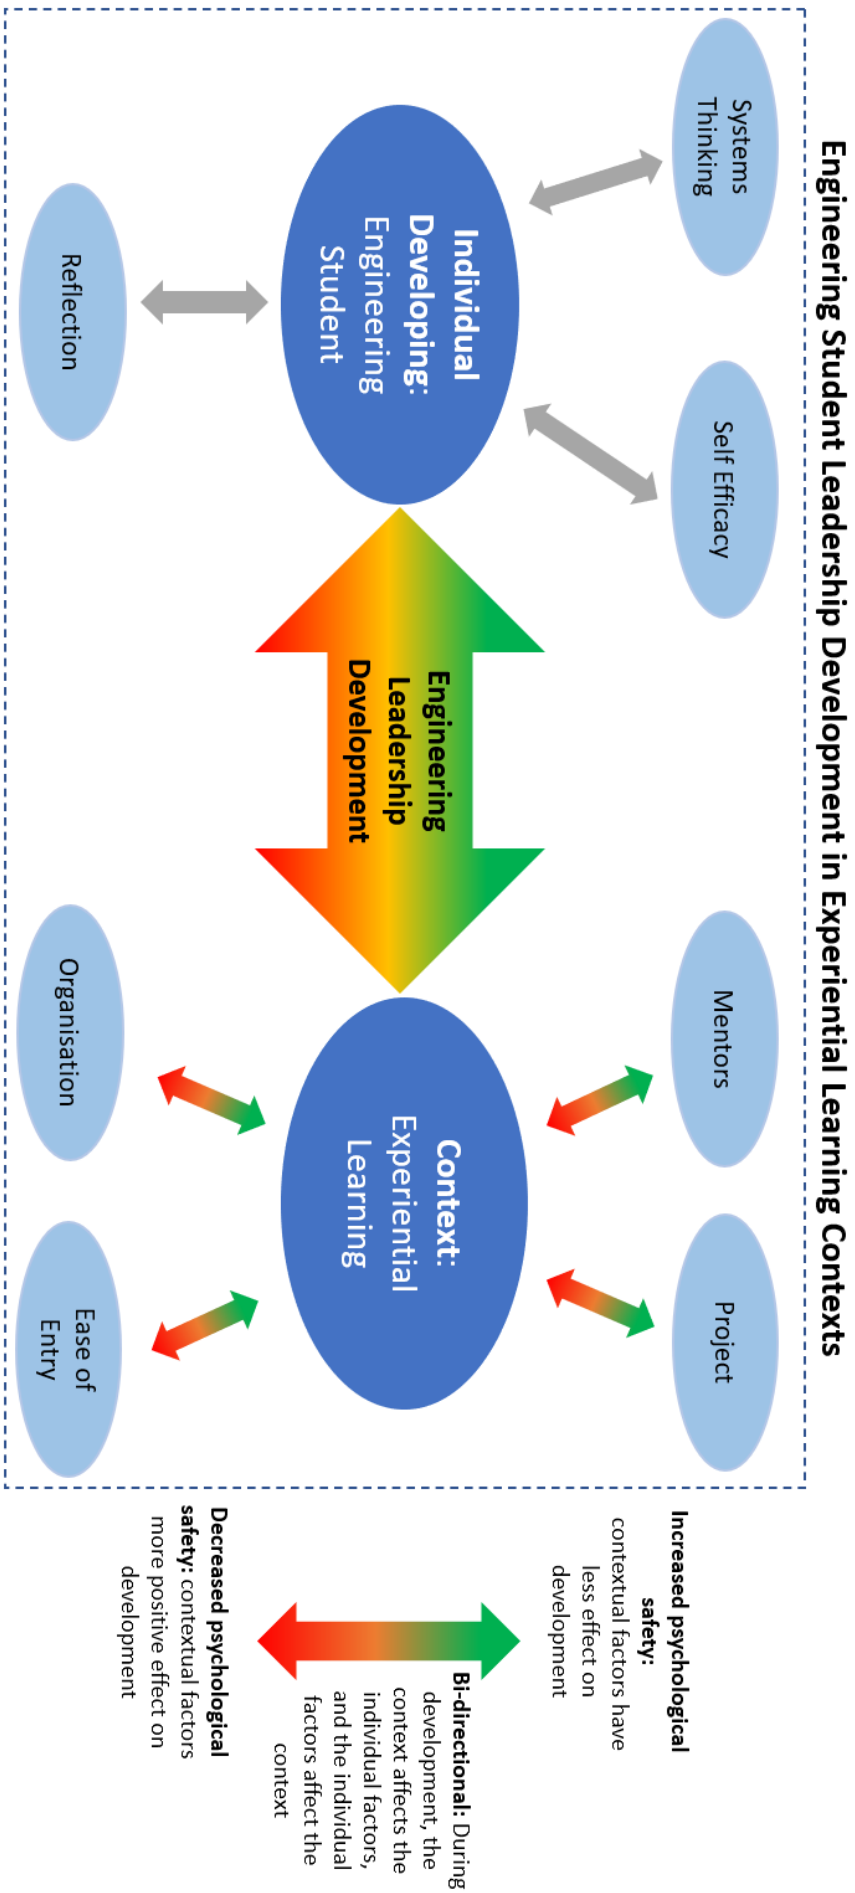 Engineering Student Leadership Development in Experiential Learning Contexts
Systems
Thinking
Self Efficacy
Mentors
Project
Individual
Developing:
Engineering
Student
Engineering
Leadership
Development
Context:
Experiential
Learning
Reflection
Organisation
Ease of
Entry
Increased psychological
safety:
contextual factors have
less effect on
development
Bi-directional: During
development, the
context affects the
individual factors,
and the individual
factors affect the
context
Decreased psychological
safety: contextual factors
more positive effect on
development